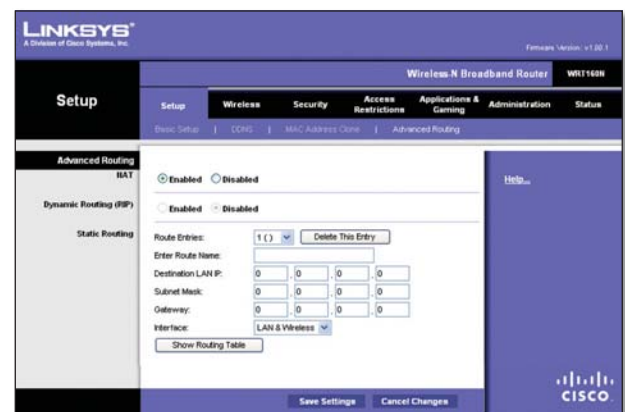 LINKSYS®
A Division of Cisco Systems, Inc.
Firmware Version: v1.00.1
Wireless-N Broadband Router WRT160N
Setup
Setup Wireless Security Access Restrictions Applications & Gaming Administration Status
Basic Setup | DDNS | MAC Address Clone | Advanced Routing
Advanced Routing
NAT Enabled Disabled Help...
Dynamic Routing (RIP) Enabled Disabled
Static Routing Route Entries: 1 ( ) Delete This Entry
Enter Route Name:
Destination LAN IP: 0 . 0 . 0 . 0
Subnet Mask: 0 . 0 . 0 . 0
Gateway: 0 . 0 . 0 . 0
Interface: LAN & Wireless
Show Routing Table
Save Settings Cancel Changes
CISCO